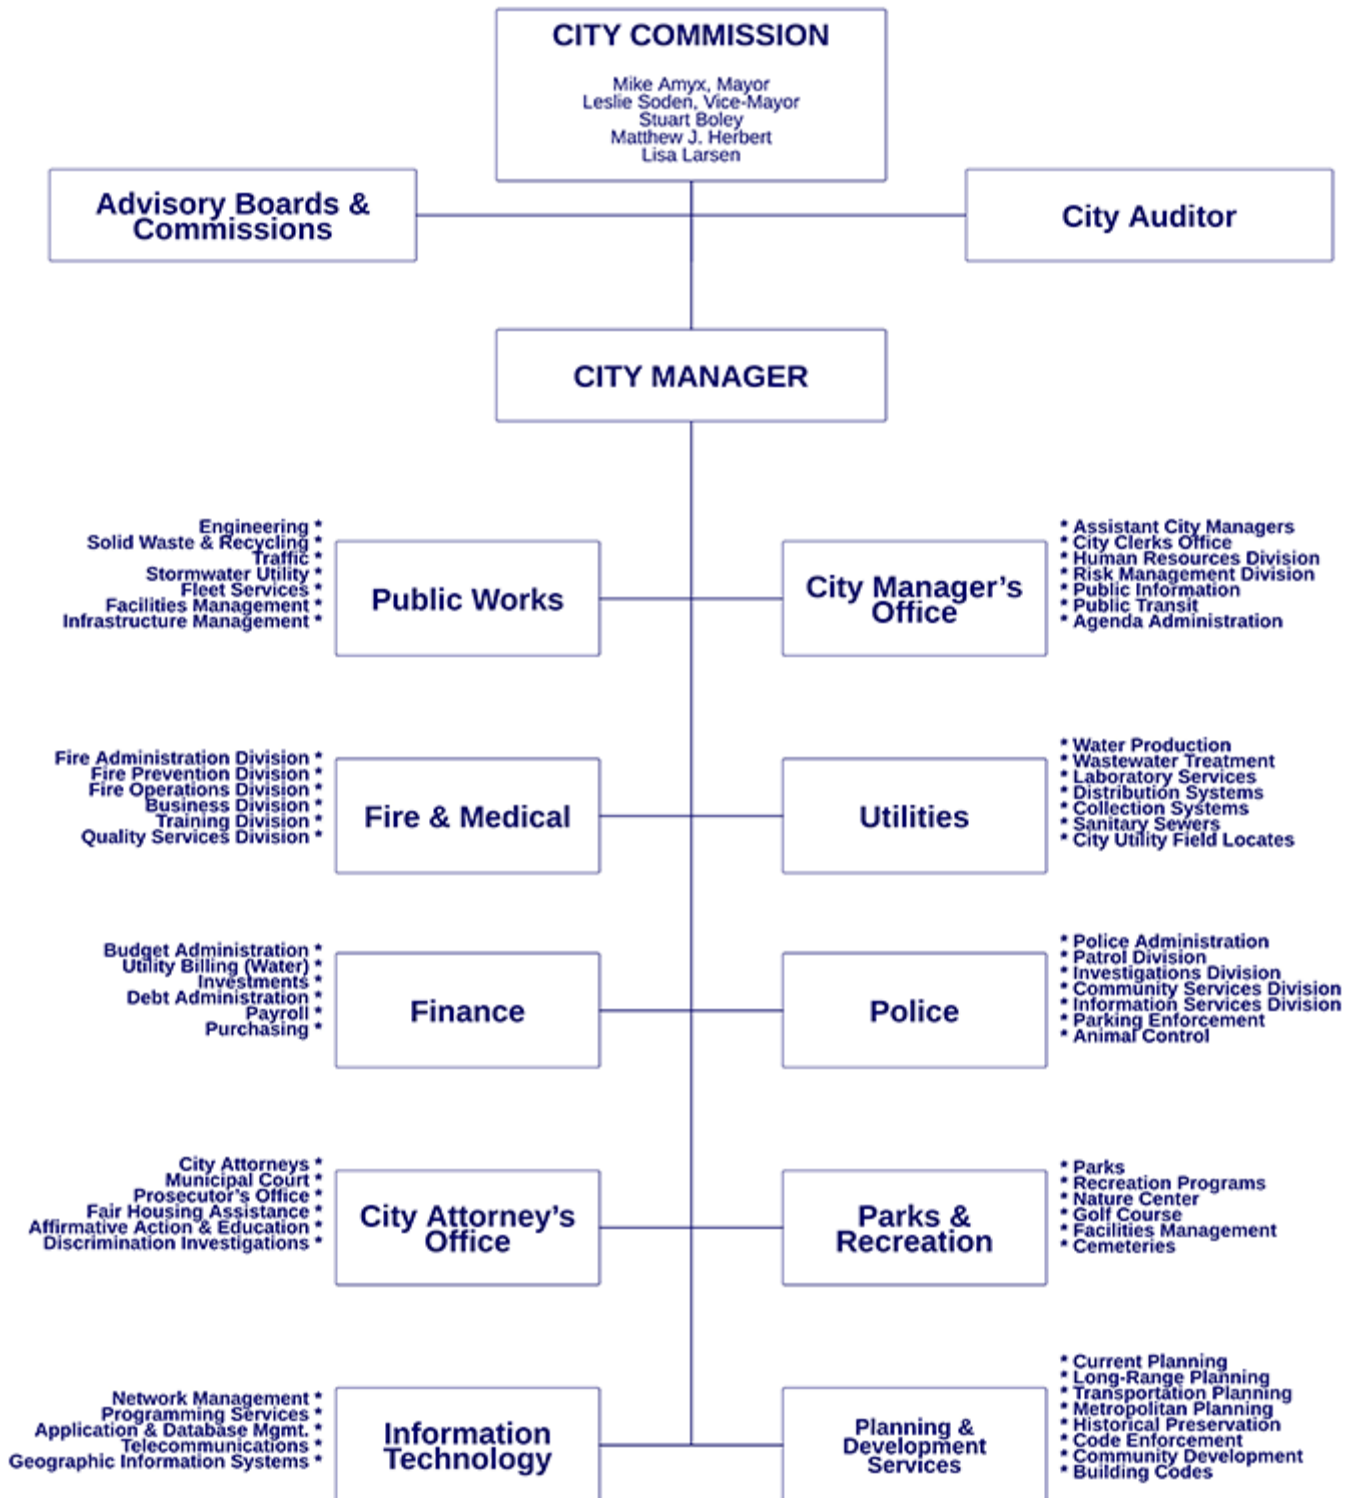 CITY COMMISSION
Mike Amyx, Mayor
Leslie Soden, Vice-Mayor
Stuart Boley
Matthew J. Herbert
Lisa Larsen
Advisory Boards &
Commissions
City Auditor
CITY MANAGER
Engineering *
Solid Waste & Recycling *
Traffic *
Stormwater Utility *
Fleet Services *
Facilities Management *
Infrastructure Management *
Public Works
City Manager’s
Office
* Assistant City Managers
* City Clerks Office
* Human Resources Division
* Risk Management Division
* Public Information
* Public Transit
* Agenda Administration
Fire Administration Division *
Fire Prevention Division *
Fire Operations Division *
Business Division *
Training Division *
Quality Services Division *
Fire & Medical
Utilities
* Water Production
* Wastewater Treatment
* Laboratory Services
* Distribution Systems
* Collection Systems
* Sanitary Sewers
* City Utility Field Locates
Budget Administration *
Utility Billing (Water) *
Investments *
Debt Administration *
Payroll *
Purchasing *
Finance
Police
* Police Administration
* Patrol Division
* Investigations Division
* Community Services Division
* Information Services Division
* Parking Enforcement
* Animal Control
City Attorneys *
Municipal Court *
Prosecutor’s Office *
Fair Housing Assistance *
Affirmative Action & Education *
Discrimination Investigations *
City Attorney’s
Office
Parks &
Recreation
* Parks
* Recreation Programs
* Nature Center
* Golf Course
* Facilities Management
* Cemeteries
Network Management *
Programming Services *
Application & Database Mgmt. *
Telecommunications *
Geographic Information Systems *
Information
Technology
Planning &
Development
Services
* Current Planning
* Long-Range Planning
* Transportation Planning
* Metropolitan Planning
* Historical Preservation
* Code Enforcement
* Community Development
* Building Codes